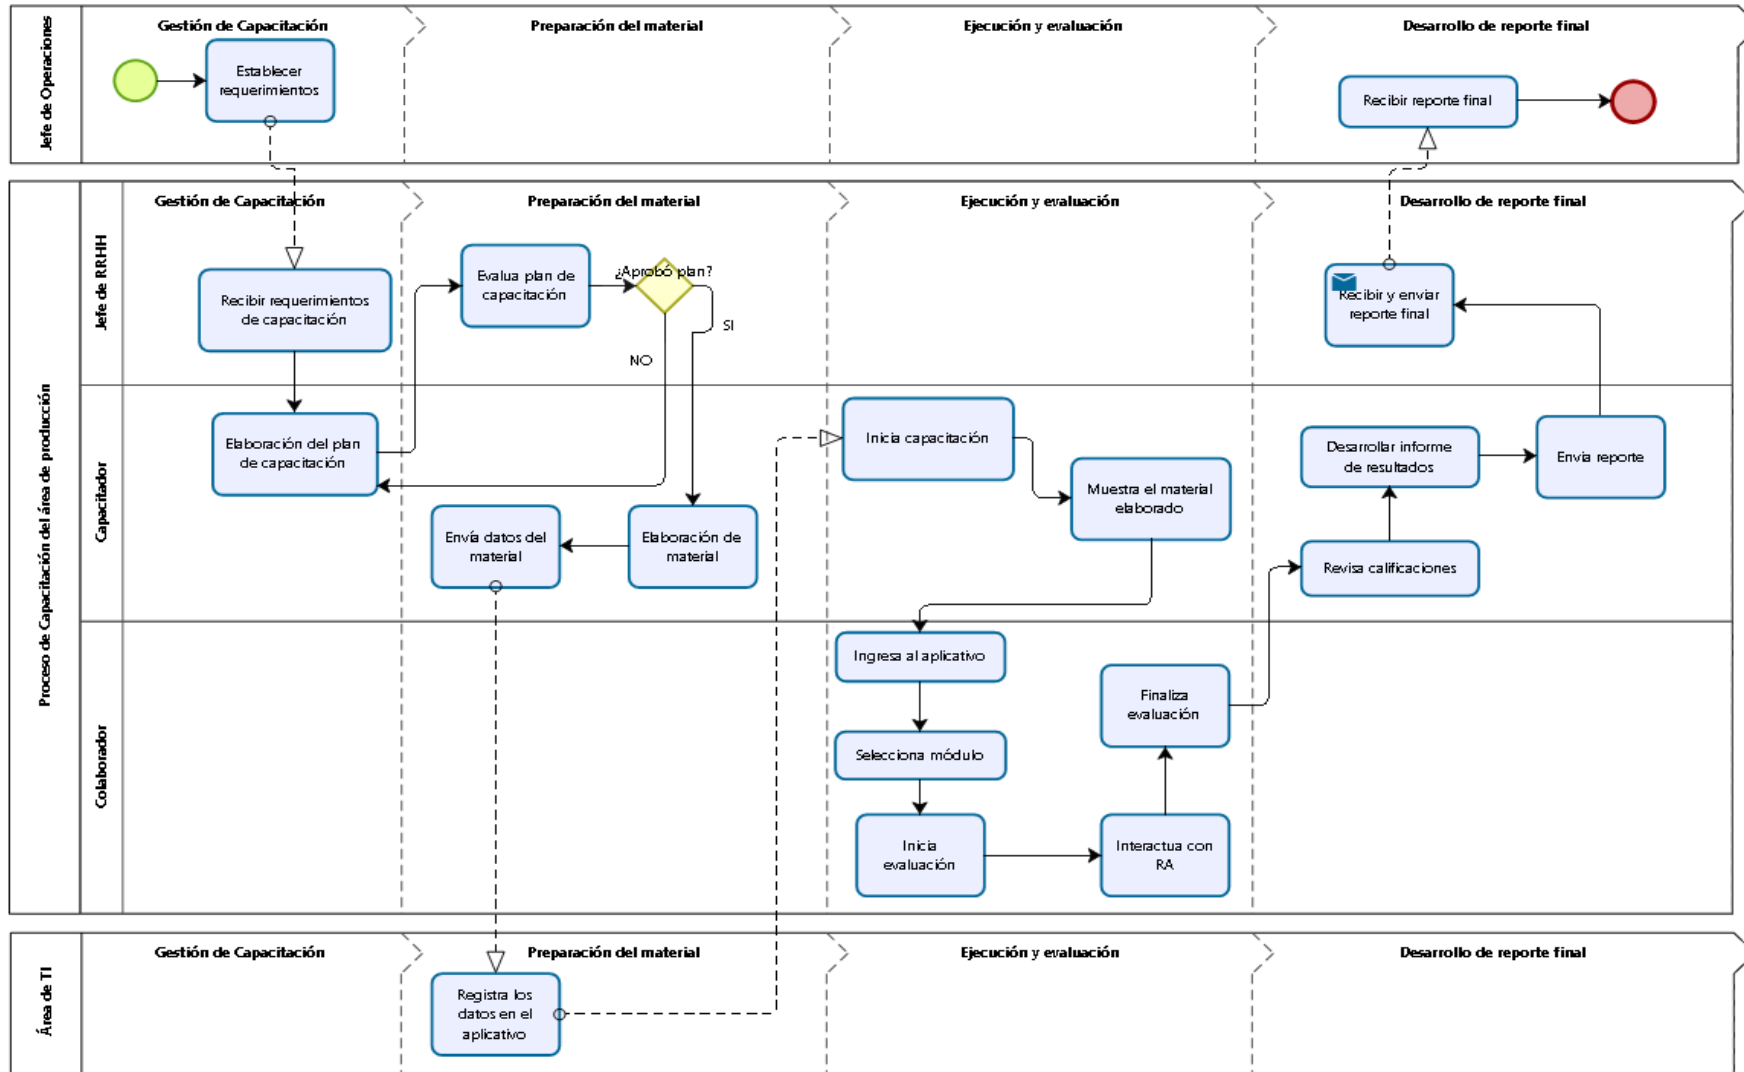 Jefe de Operaciones
Gestión de Capacitación
Preparación del material
Ejecución y evaluación
Desarrollo de reporte final
Establecer
requerimientos
Recibir reporte final
Proceso de Capacitación del área de producción
Jefe de RRHH
Gestión de Capacitación
Preparación del material
Ejecución y evaluación
Desarrollo de reporte final
Recibir requerimientos
de capacitación
Evalua plan de
capacitación
¿Aprobó plan?
SI
NO
Recibir y enviar
reporte final
Capacitador
Elaboración del plan
de capacitación
Envía datos del
material
Elaboración de
material
Inicia capacitación
Muestra el material
elaborado
Desarrollar informe
de resultados
Envia reporte
Revisa calificaciones
Colaborador
Ingresa al aplicativo
Selecciona módulo
Inicia
evaluación
Interactua con
RA
Finaliza
evaluación
Área de TI
Gestión de Capacitación
Preparación del material
Ejecución y evaluación
Desarrollo de reporte final
Registra los
datos en el
aplicativo